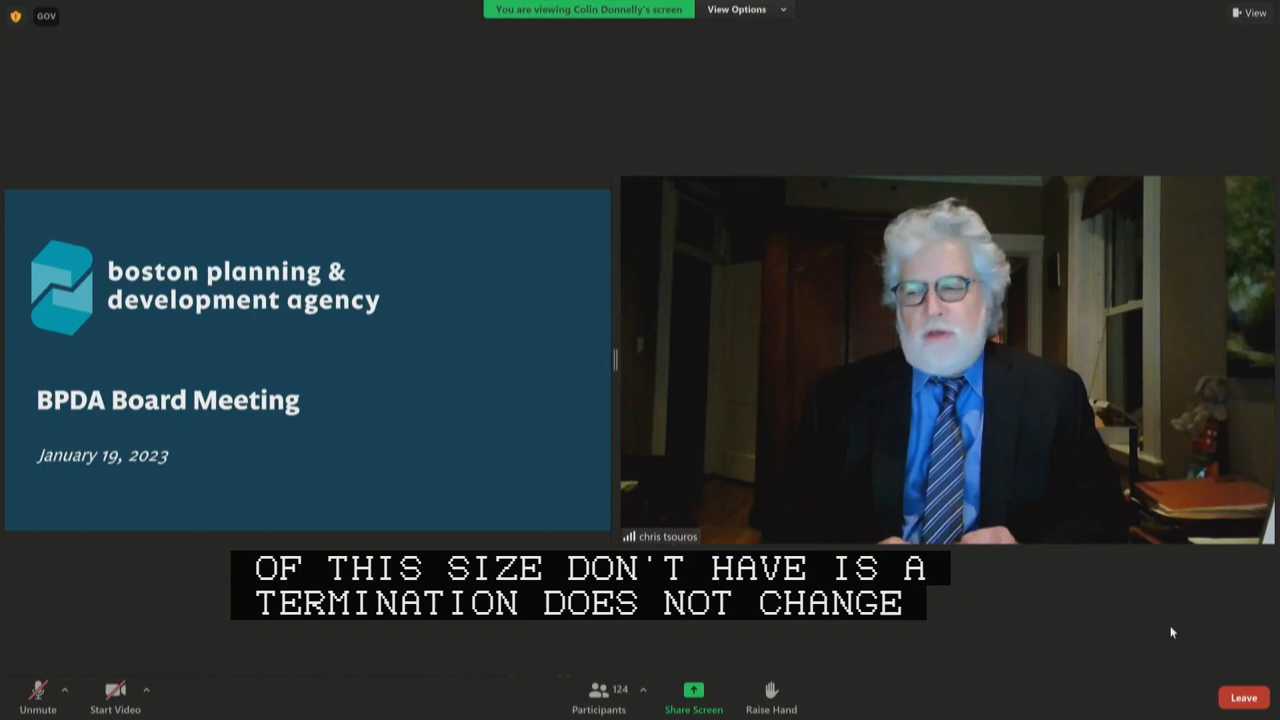 GOV
You are viewing Colin Donnelly's screen
View Options
View
boston planning &
development agency
BPDA Board Meeting
January 19, 2023
chris tsouros
OF THIS SIZE DON'T HAVE IS A
TERMINATION DOES NOT CHANGE
Unmute
Start Video
124
Participants
Share Screen
Raise Hand
Leave